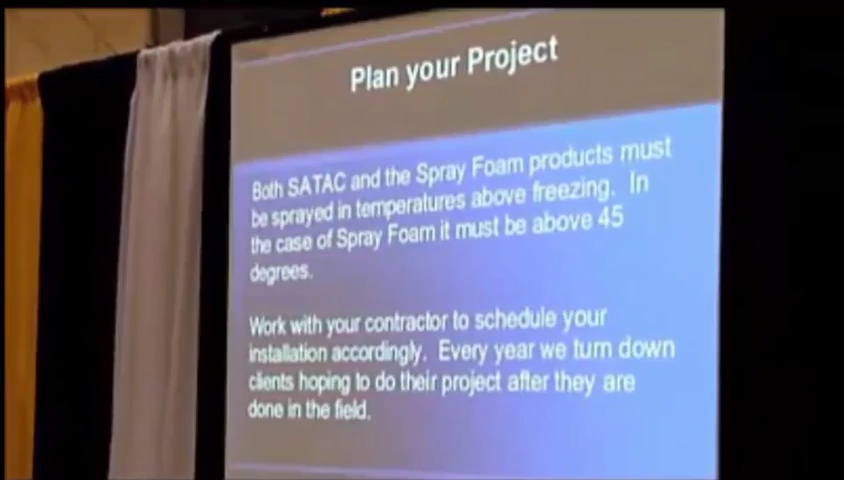 Plan your Project
Both SATAC and the Spray Foam products must
be sprayed in temperatures above freezing. In
the case of Spray Foam it must be above 45
degrees.
Work with your contractor to schedule your
installation accordingly. Every year we turn down
clients hoping to do their project after they are
done in the field.